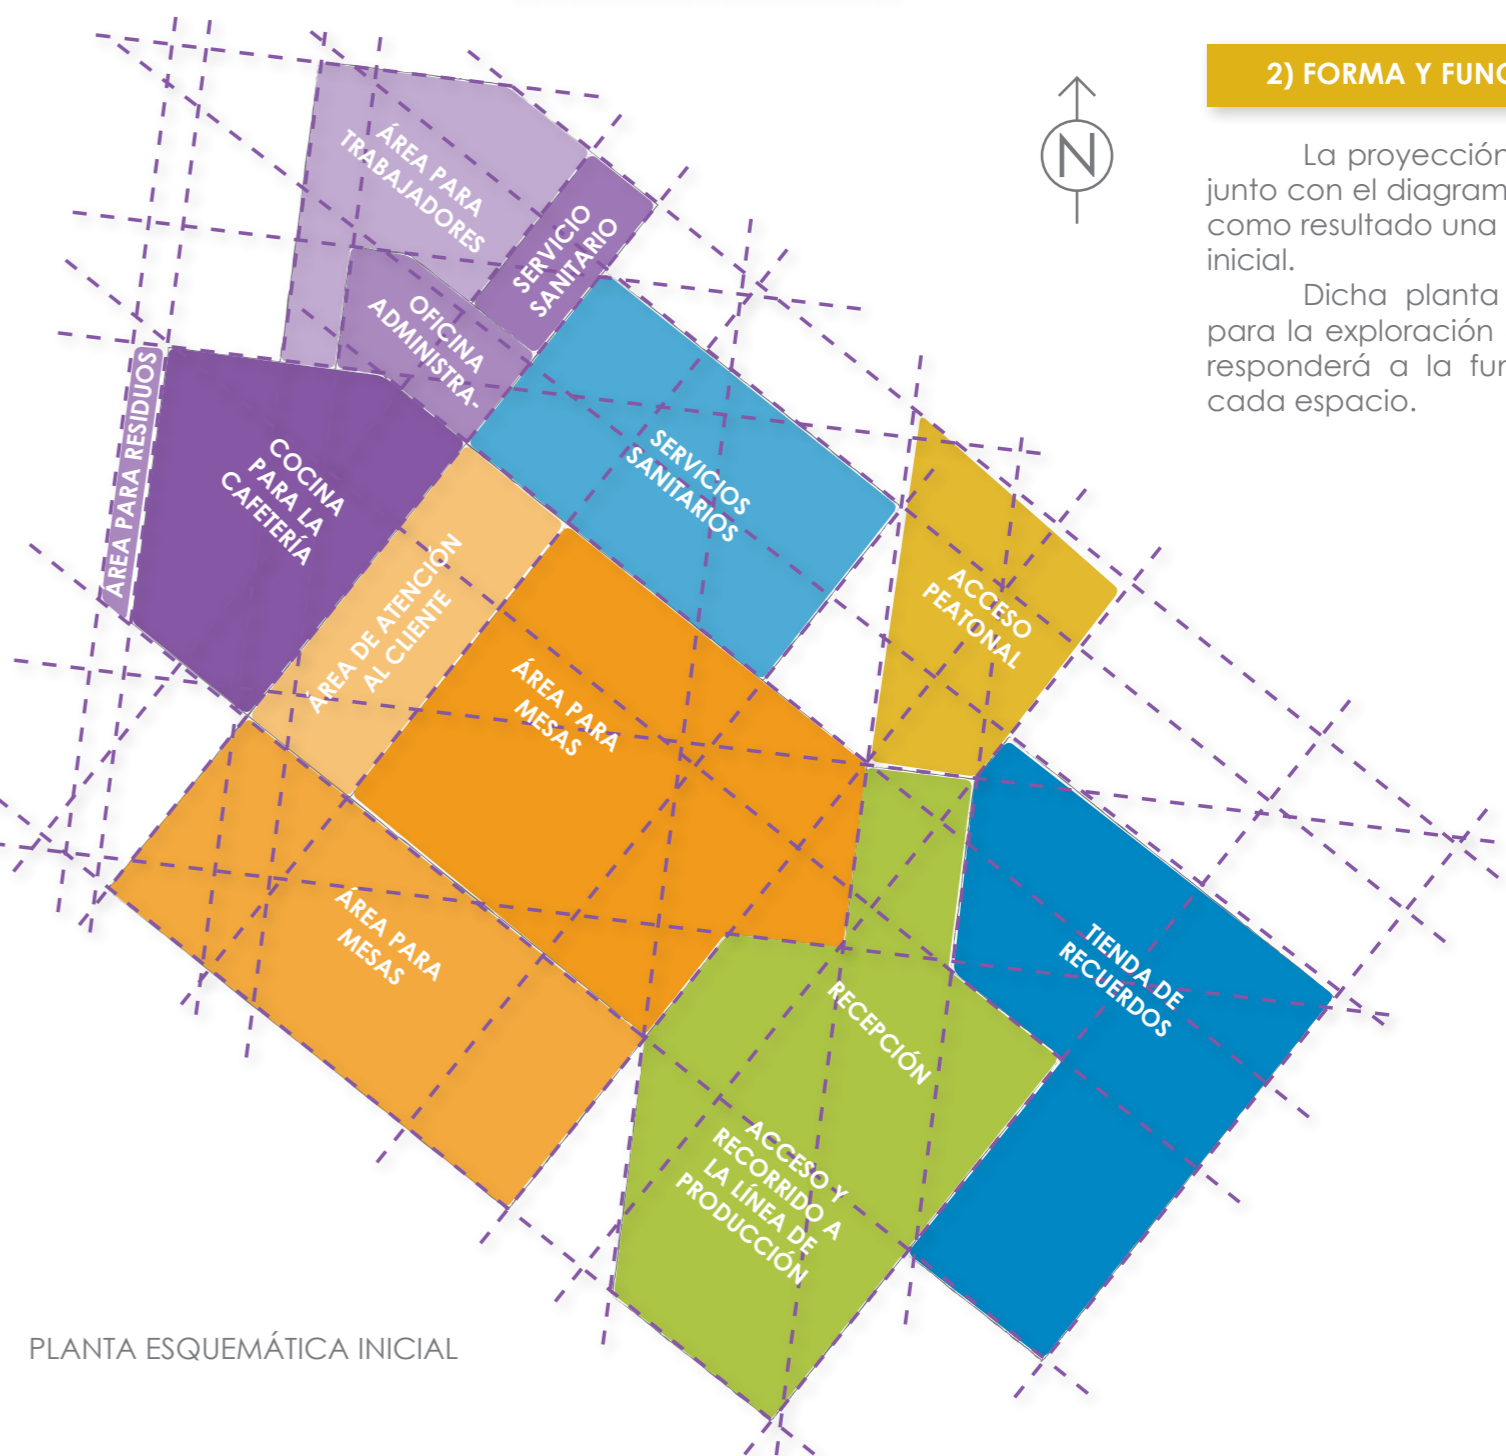 2) FORMA Y
La proyección
junto con el diagram
como resultado una
inicial.
Dicha planta
para la exploración
responderá a la fun
cada espacio.
N
ÁREA PARA
TRABAJADORES
SERVICIO
SANITARIO
OFICINA
ADMINISTRA-
ÁREA PARA RESIDUOS
COCINA
PARA LA
CAFETERÍA
SERVICIOS
SANITARIOS
ÁREA DE ATENCIÓN
AL CLIENTE
ACCESO
PEATONAL
ÁREA PARA
MESAS
ÁREA PARA
MESAS
TIENDA DE
RECUERDOS
RECEPCIÓN
ACCESO Y
RECORRIDO A
LA LÍNEA DE
PRODUCCIÓN
PLANTA ESQUEMÁTICA INICIAL